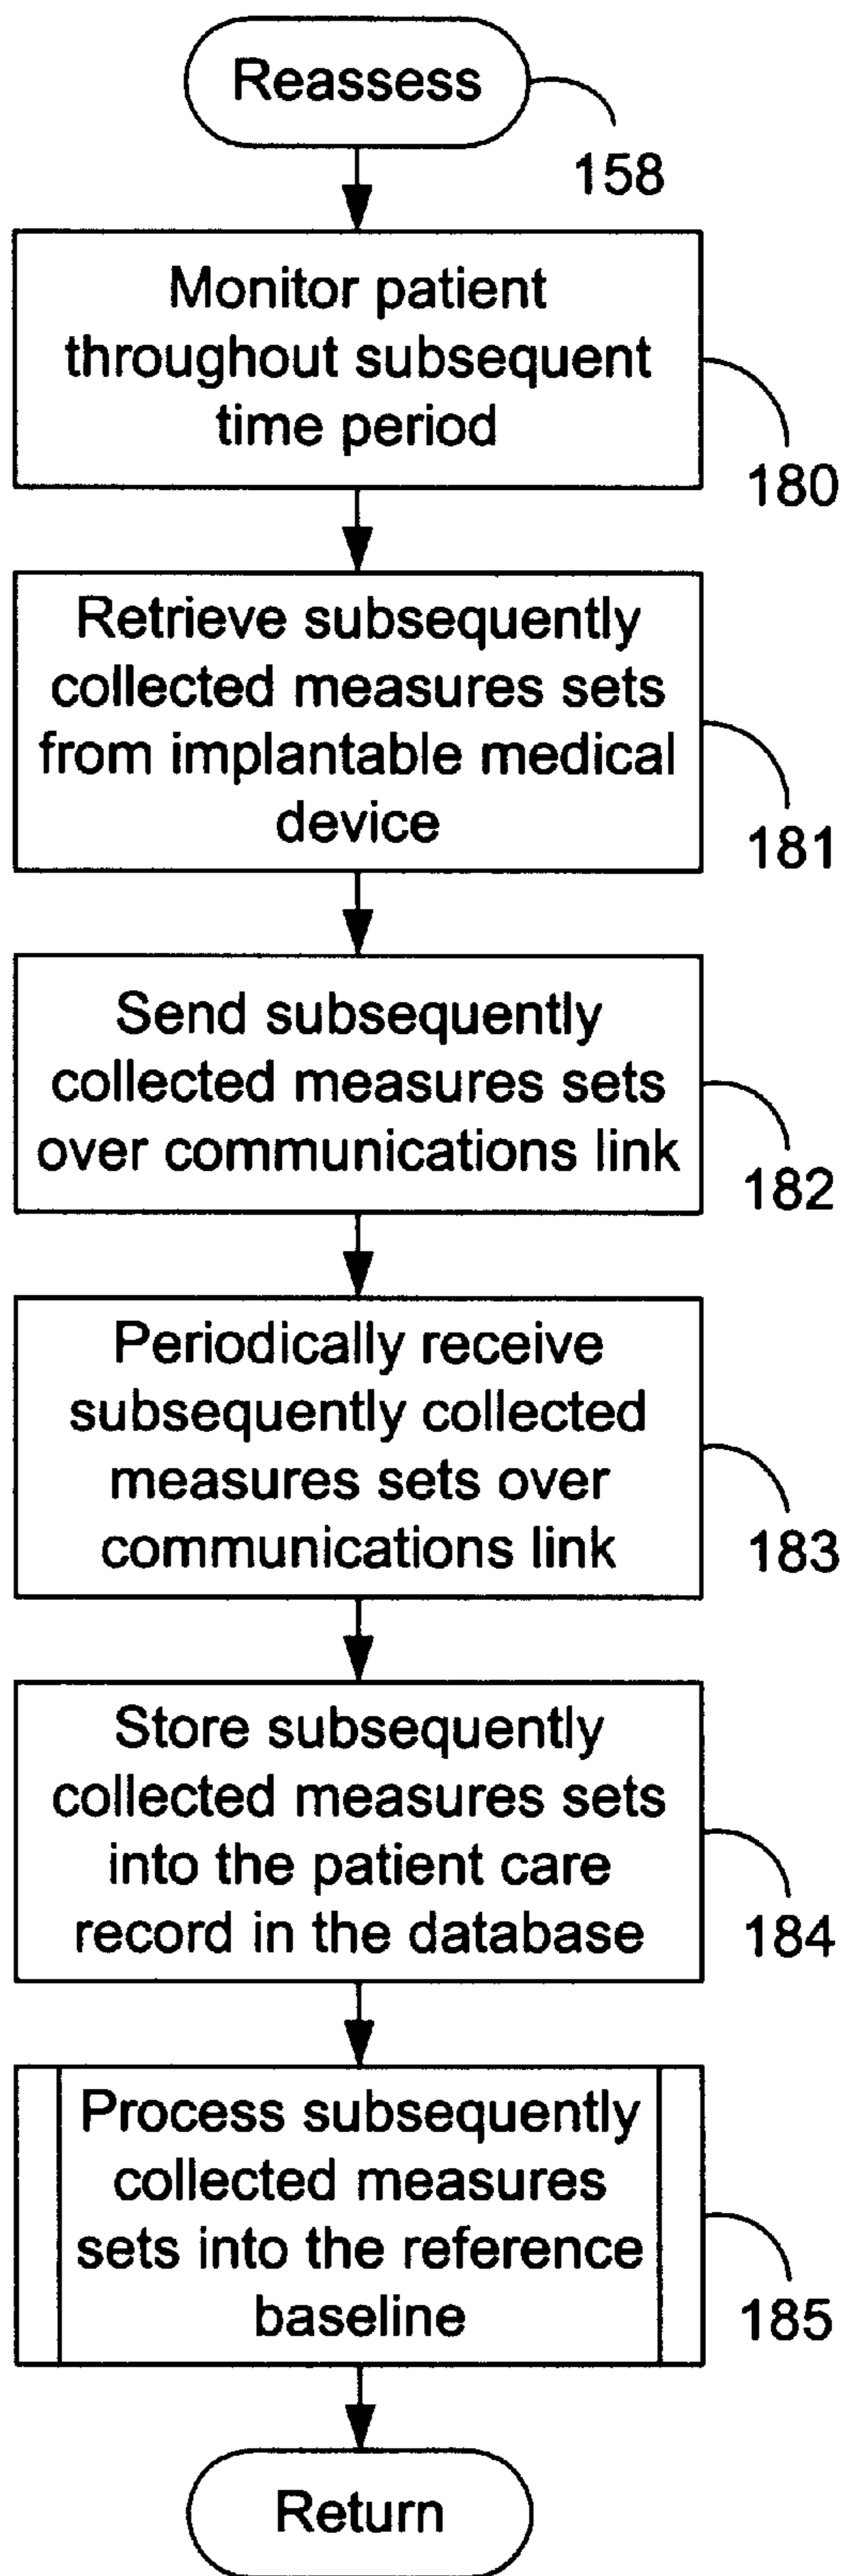 Reassess
158
Monitor patient
throughout subsequent
time period
180
Retrieve subsequently
collected measures sets
from implantable medical
device
181
Send subsequently
collected measures sets
over communications link
182
Periodically receive
subsequently collected
measures sets over
communications link
183
Store subsequently
collected measures sets
into the patient care
record in the database
184
Process subsequently
collected measures
sets into the reference
baseline
185
Return